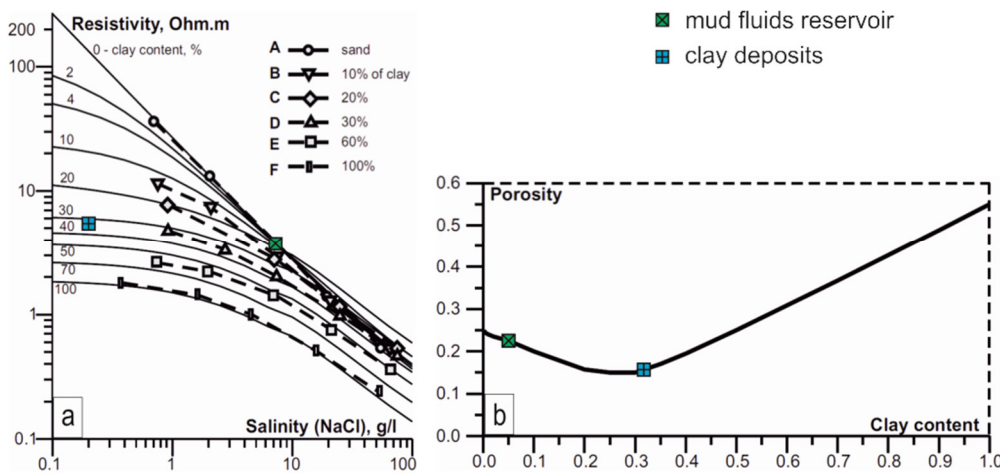 Resistivity, Ohm.m
0 - clay content, %
A sand
B 10% of clay
C 20%
D 30%
E 60%
F 100%
200
100
10
1
0.1
2
4
10
20
30
40
50
70
100
a
Salinity (NaCl), g/l
0.1 1 10 100
mud fluids reservoir
clay deposits
Porosity
0.6
0.5
0.4
0.3
0.2
0.1
0.0
b
Clay content
0.0 0.1 0.2 0.3 0.4 0.5 0.6 0.7 0.8 0.9 1.0